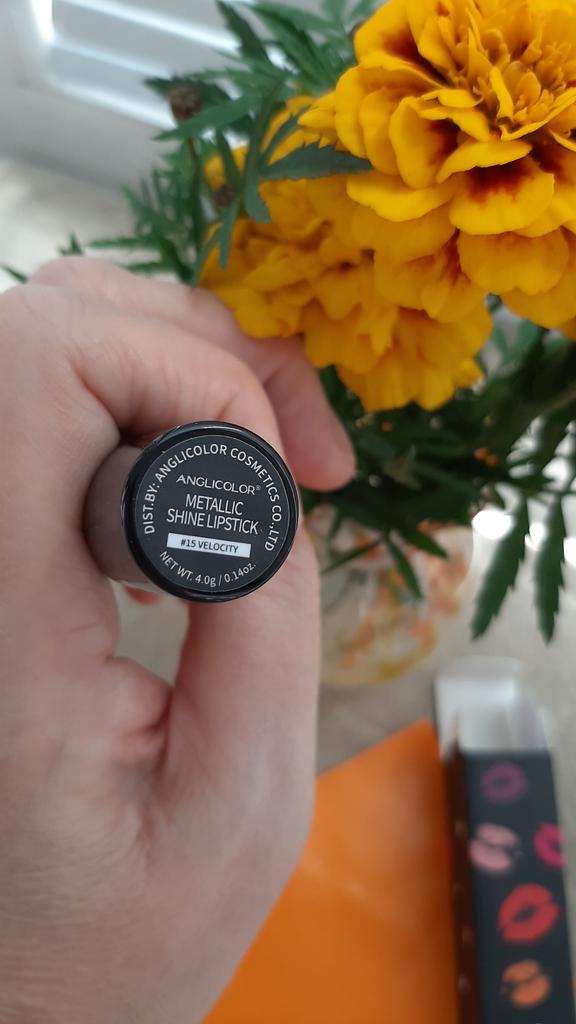 DIST.BY: ANGLICOLOR COSMETICS CO.,LTD
ANGLICOLOR®
METALLIC
SHINE LIPSTICK
#15 VELOCITY
NET WT. 4.0g / 0.14oz.